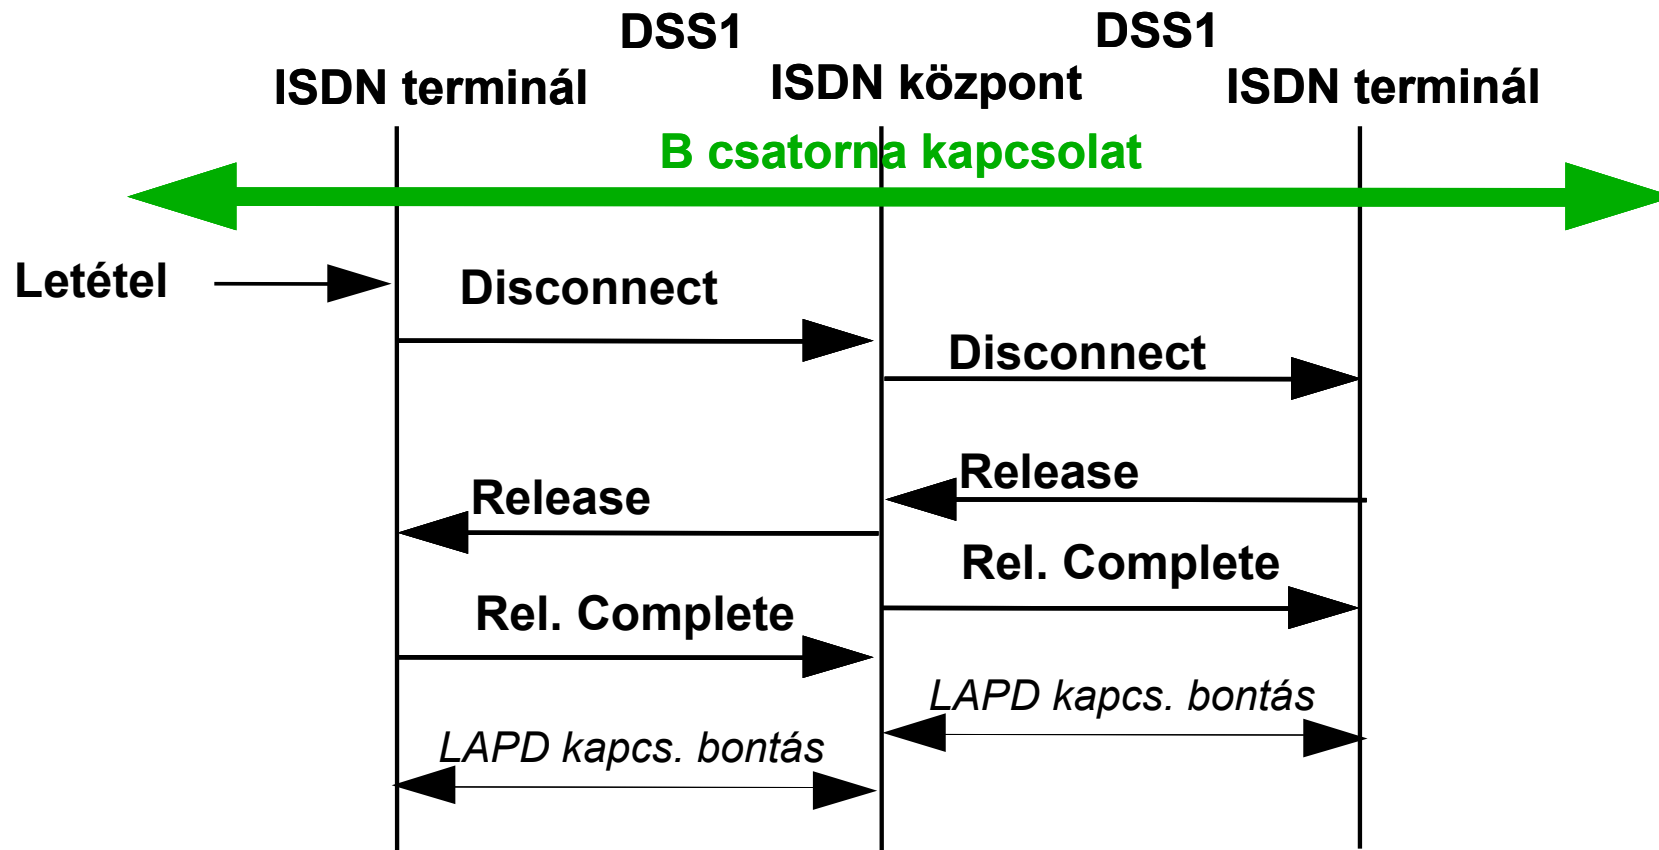 DSS1
DSS1
ISDN terminál
ISDN központ
ISDN terminál
B csatorna kapcsolat
Letétel
Disconnect
Disconnect
Release
Release
Rel. Complete
Rel. Complete
LAPD kapcs. bontás
LAPD kapcs. bontás